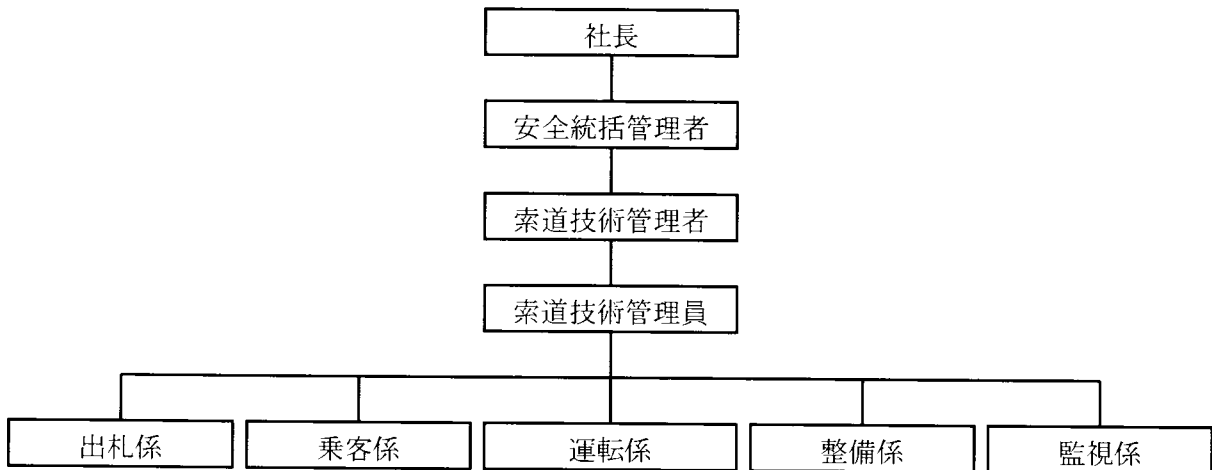 社長
安全統括管理者
索道技術管理者
索道技術管理員
出札係
乗客係
運転係
整備係
監視係